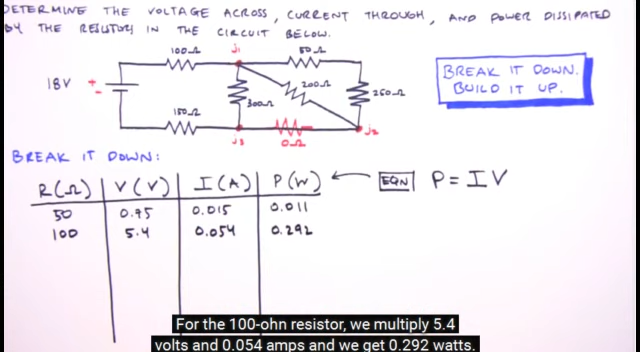 DETERMINE THE VOLTAGE ACROSS, CURRENT THROUGH, AND POWER DISSIPATED
BY THE RESISTORS IN THE CIRCUIT BELOW.
100Ω j1 50Ω
18V + - 300Ω 200Ω 250Ω
150Ω j3 0Ω j2
BREAK IT DOWN.
BUILD IT UP.
BREAK IT DOWN:
R(Ω) V(V) I(A) P(W) EQN P=IV
50 0.75 0.015 0.011
100 5.4 0.054 0.292
For the 100-ohn resistor, we multiply 5.4
volts and 0.054 amps and we get 0.292 watts.